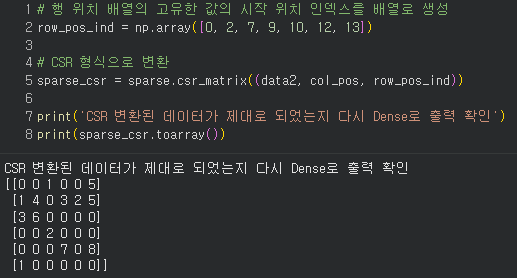 1 # 행 위치 배열의 고유한 값의 시작 위치 인덱스를 배열로 생성
2 row_pos_ind = np.array([0, 2, 7, 9, 10, 12, 13])
3
4 # CSR 형식으로 변환
5 sparse_csr = sparse.csr_matrix((data2, col_pos, row_pos_ind))
6
7 print('CSR 변환된 데이터가 제대로 되었는지 다시 Dense로 출력 확인')
8 print(sparse_csr.toarray())
CSR 변환된 데이터가 제대로 되었는지 다시 Dense로 출력 확인
[[0 0 1 0 0 5]
[1 4 0 3 2 5]
[3 6 0 0 0 0]
[0 0 2 0 0 0]
[0 0 0 7 0 8]
[1 0 0 0 0 0]]